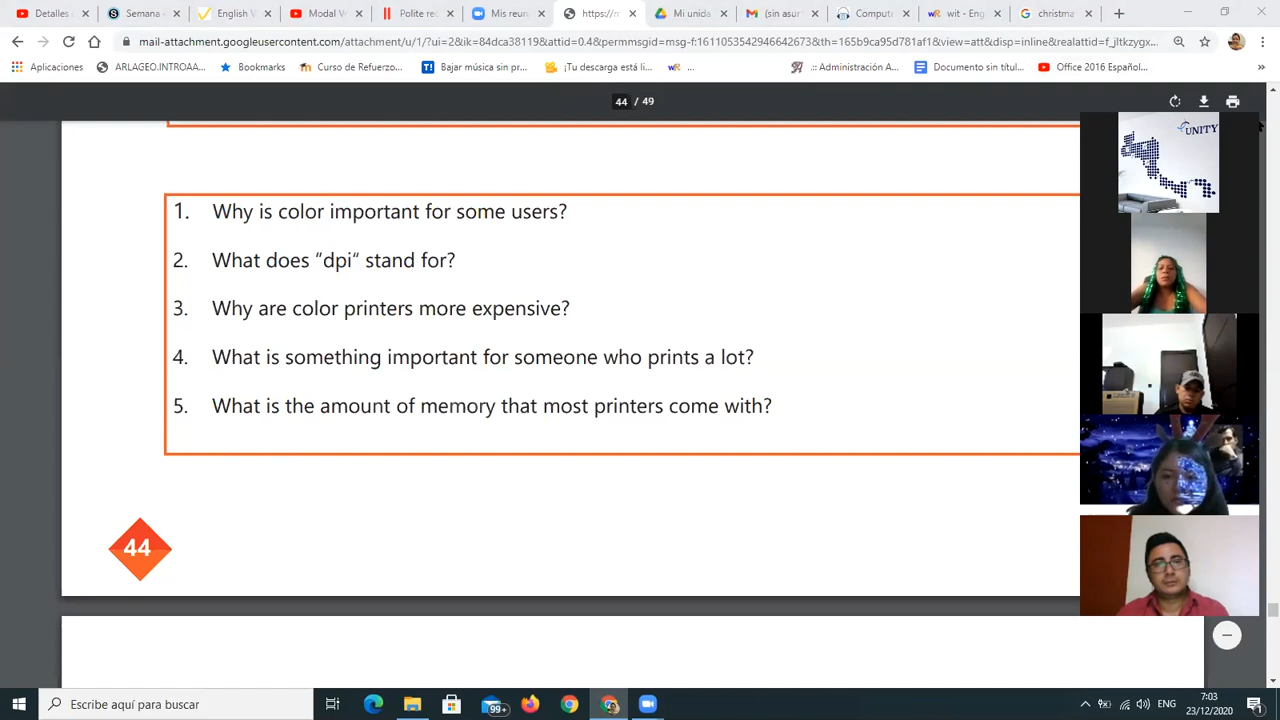 Detalles
Semana -
English V
Modal V
Polite rec
Mis reun
https://m
Mi unida
(sin asur
Compute
wit - Eng
christma
mail-attachment.googleusercontent.com/attachment/u/1/?ui=2&ik=84dca38119&attid=0.4&permmsgid=msg-f:1611053542946642673&th=165b9ca95d781af1&view=att&disp=inline&realattid=f_jltkzygx...
Aplicaciones
ARLAGEO.INTROAA...
Bookmarks
Curso de Refuerzo...
Bajar música sin pr...
¡Tu descarga está li...
...
.:: Administración A...
Documento sin títul...
Office 2016 Español...
»
44 / 49
UNITY
1. Why is color important for some users?
2. What does “dpi“ stand for?
3. Why are color printers more expensive?
4. What is something important for someone who prints a lot?
5. What is the amount of memory that most printers come with?
44
Escribe aquí para buscar
99+
ENG
7:03
23/12/2020